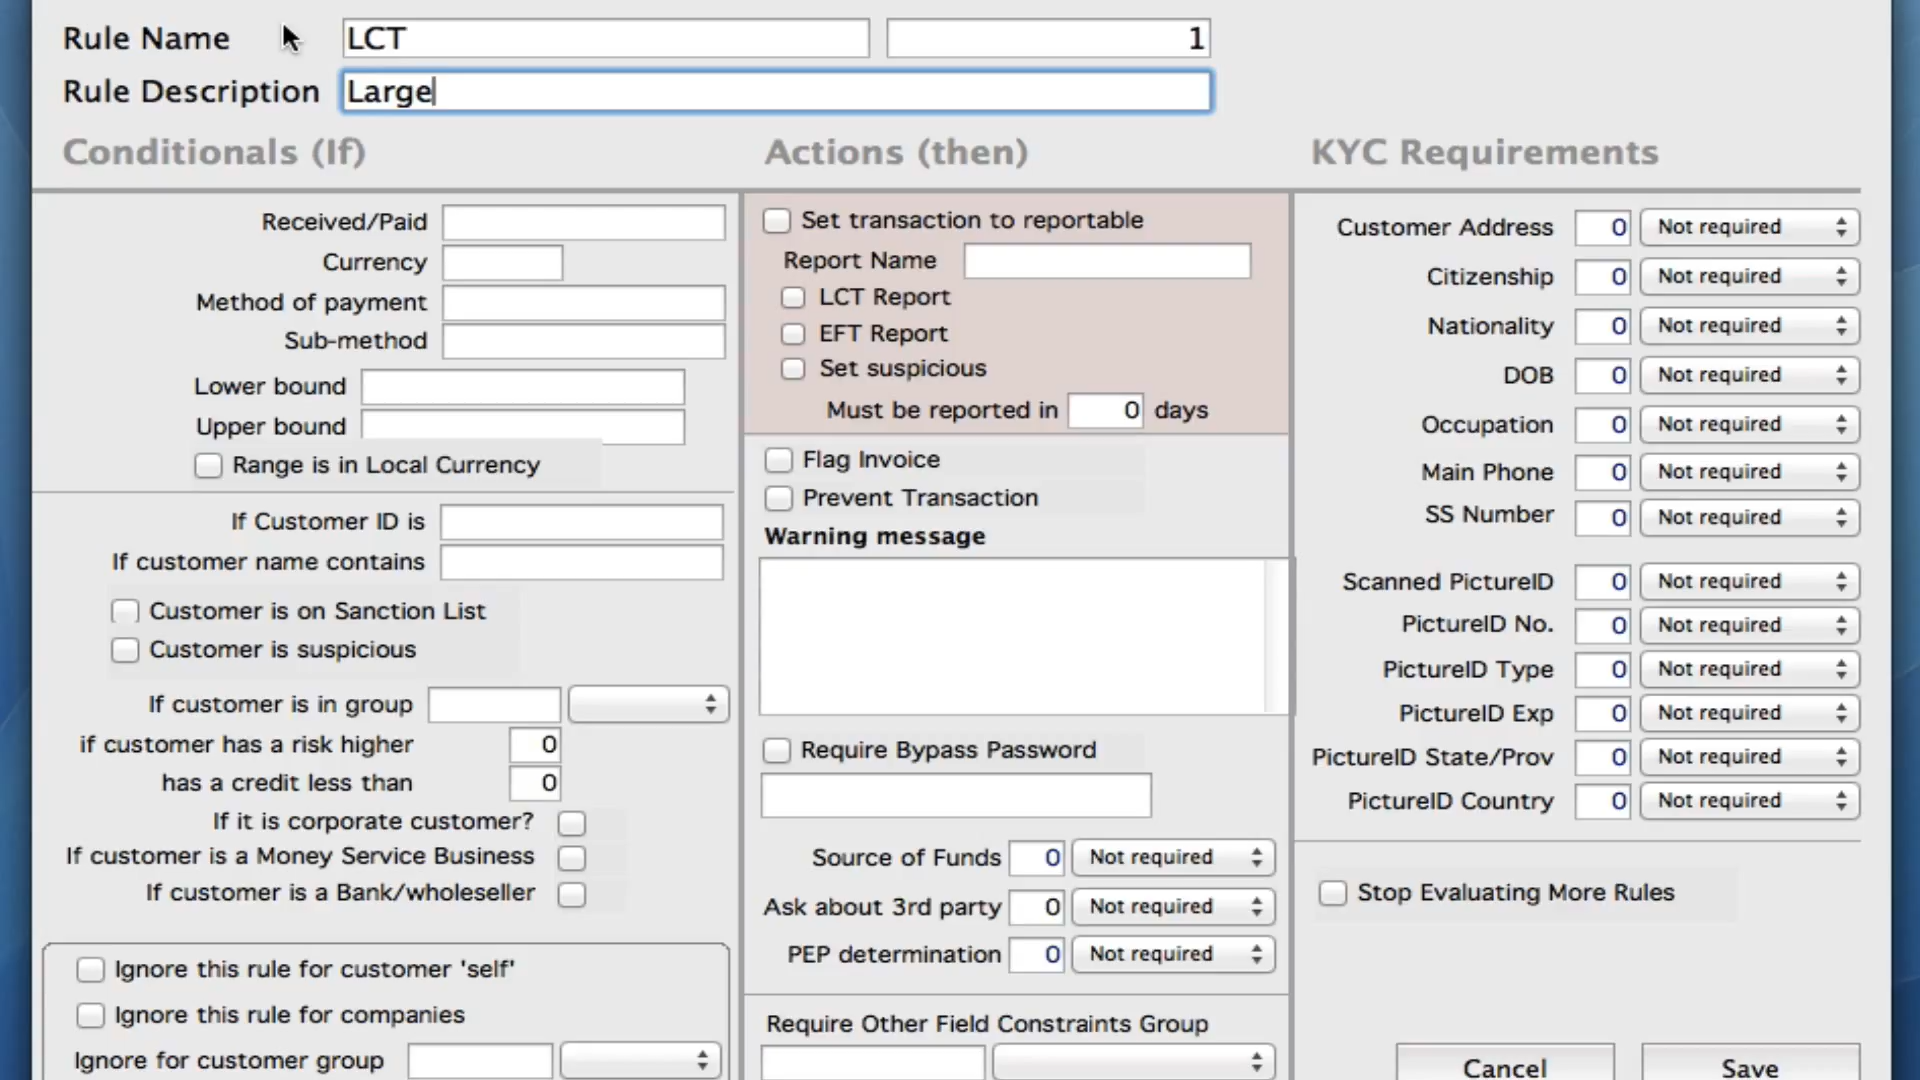 Rule Name LCT 1
Rule Description Large
Conditionals (If)
Received/Paid
Currency
Method of payment
Sub-method
Lower bound
Upper bound
Range is in Local Currency
If Customer ID is
If customer name contains
Customer is on Sanction List
Customer is suspicious
If customer is in group
if customer has a risk higher 0
has a credit less than 0
If it is corporate customer?
If customer is a Money Service Business
If customer is a Bank/wholeseller
Ignore this rule for customer 'self'
Ignore this rule for companies
Ignore for customer group
Actions (then)
Set transaction to reportable
Report Name
LCT Report
EFT Report
Set suspicious
Must be reported in 0 days
Flag Invoice
Prevent Transaction
Warning message
Require Bypass Password
Source of Funds 0 Not required
Ask about 3rd party 0 Not required
PEP determination 0 Not required
Require Other Field Constraints Group
KYC Requirements
Customer Address 0 Not required
Citizenship 0 Not required
Nationality 0 Not required
DOB 0 Not required
Occupation 0 Not required
Main Phone 0 Not required
SS Number 0 Not required
Scanned PictureID 0 Not required
PictureID No. 0 Not required
PictureID Type 0 Not required
PictureID Exp 0 Not required
PictureID State/Prov 0 Not required
PictureID Country 0 Not required
Stop Evaluating More Rules
Cancel Save